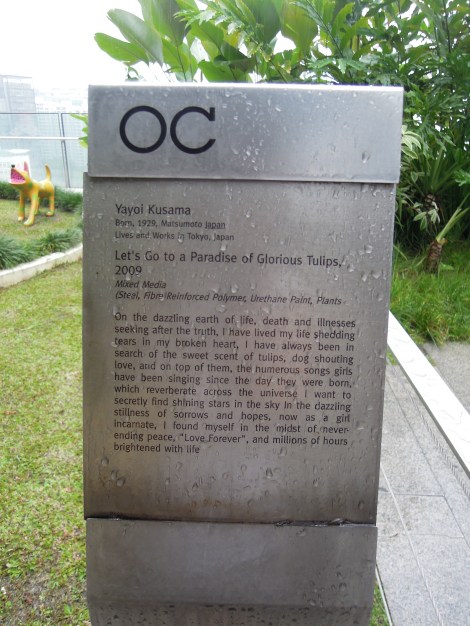 OC
Yayoi Kusama
Born, 1929, Matsumoto Japan
Lives and Works in Tokyo, Japan
Let's Go to a Paradise of Glorious Tulips,
2009
Mixed Media
(Steel, Fibre Reinforced Polymer, Urethane Paint, Plants
On the dazzling earth of life, death and illnesses
seeking after the truth, I have lived my life shedding
tears in my broken heart, I have always been in
search of the sweet scent of tulips, dog shouting
love, and on top of them, the numerous songs girls
have been singing since the day they were born,
which reverberate across the universe I want to
secretly find shining stars in the sky in the dazzling
stillness of sorrows and hopes, now as a girl
incarnate, I found myself in the midst of never-
ending peace, "Love Forever", and millions of hours
brightened with life